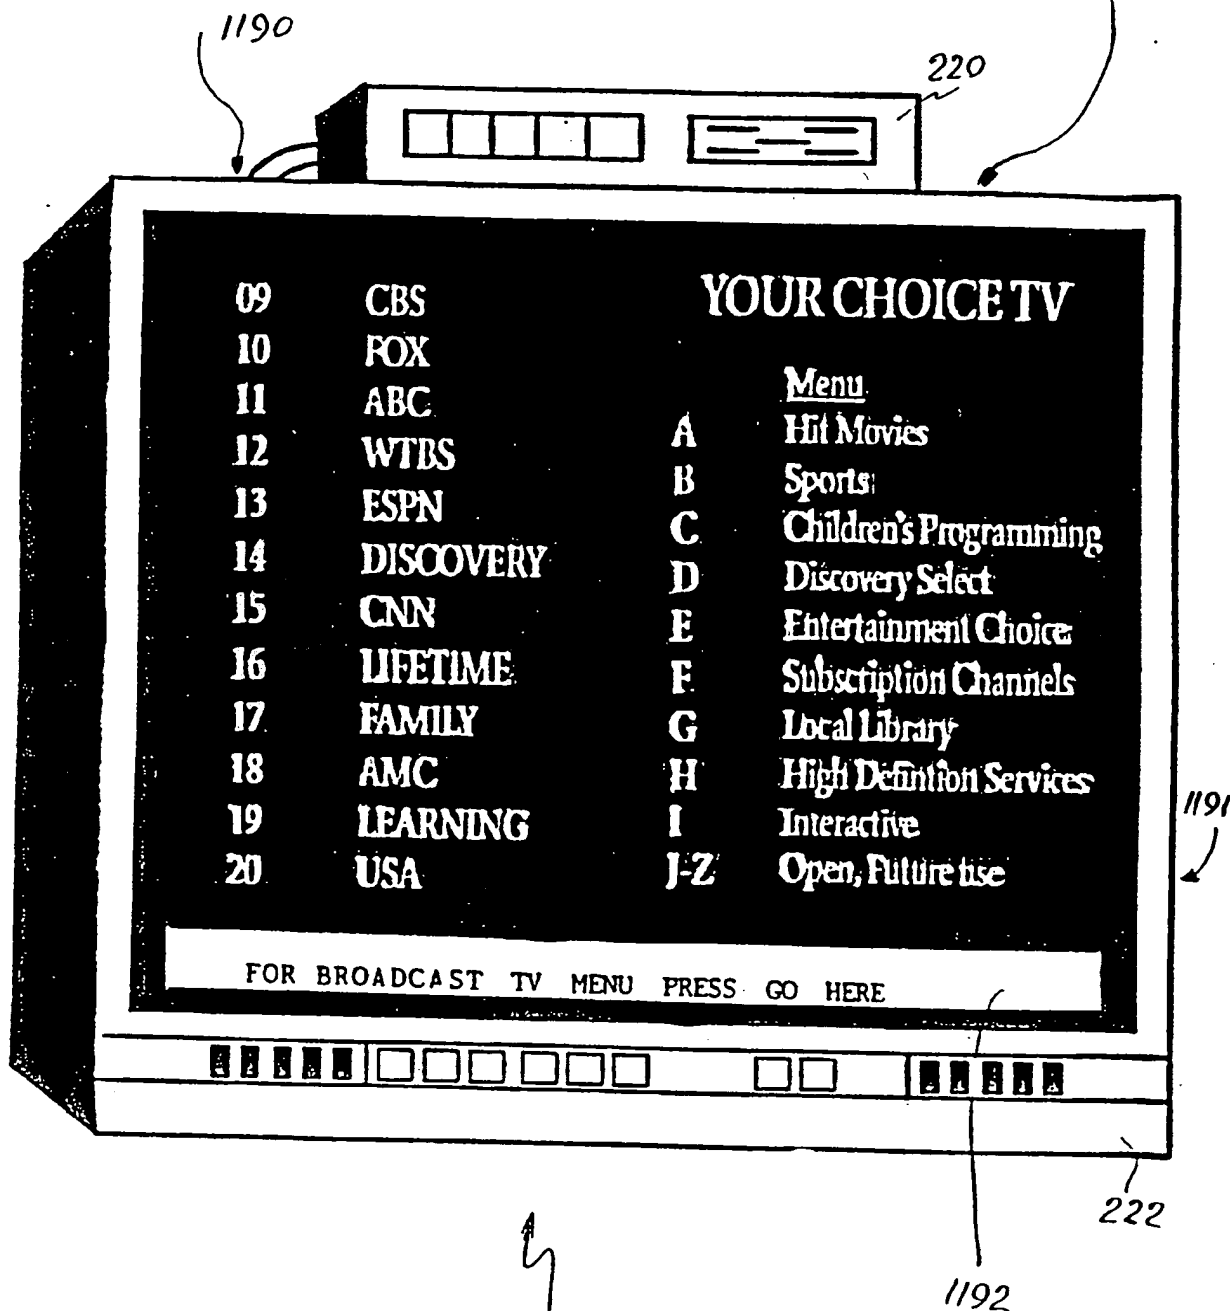 1190
220
09 CBS
10 FOX
11 ABC
12 WTBS
13 ESPN
14 DISCOVERY
15 CNN
16 LIFETIME
17 FAMILY
18 AMC
19 LEARNING
20 USA
YOUR CHOICE TV
Menu
A Hit Movies
B Sports
C Children's Programming
D Discovery Select
E Entertainment Choice
F Subscription Channels
G Local Library
H High Defintion Services
I Interactive
J-Z Open, Future use
1191
FOR BROADCAST TV MENU PRESS GO HERE
222
1192